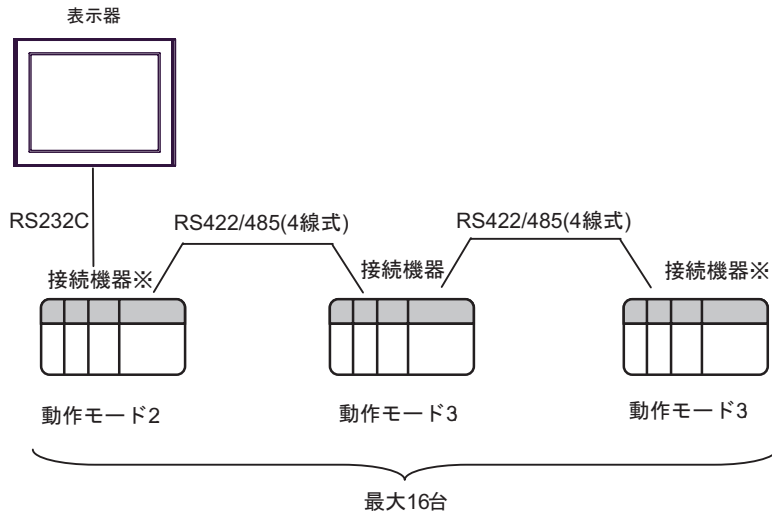 表示器
RS232C
RS422/485(4線式)
RS422/485(4線式)
接続機器※
接続機器
接続機器※
動作モード2
動作モード3
動作モード3
最大16台